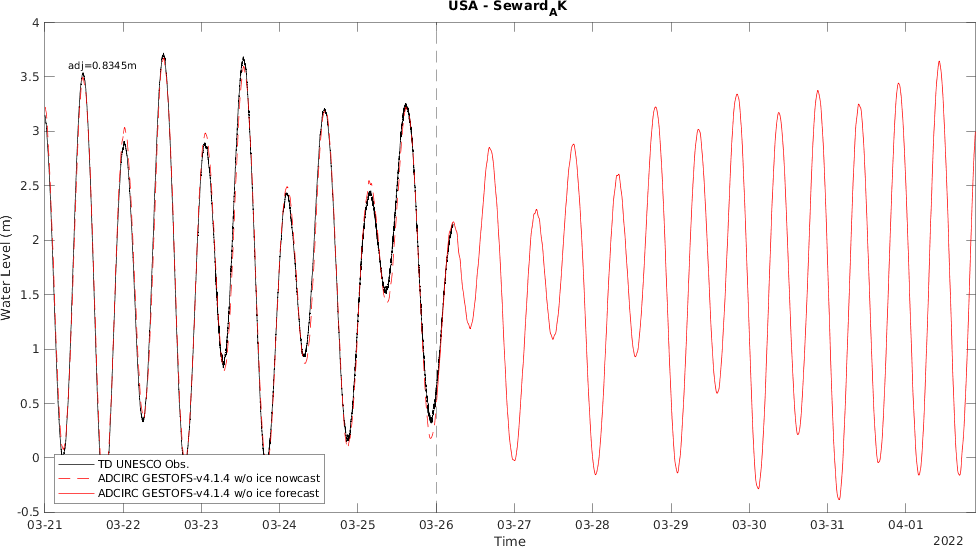 USA - Seward_AK
4
3.5
3
2.5
2
1.5
1
0.5
0
-0.5
Water Level (m)
adj=0.8345m
TD UNESCO Obs.
ADCIRC GESTOFS-v4.1.4 w/o ice nowcast
ADCIRC GESTOFS-v4.1.4 w/o ice forecast
03-21 03-22 03-23 03-24 03-25 03-26 03-27 03-28 03-29 03-30 03-31 04-01
Time
2022